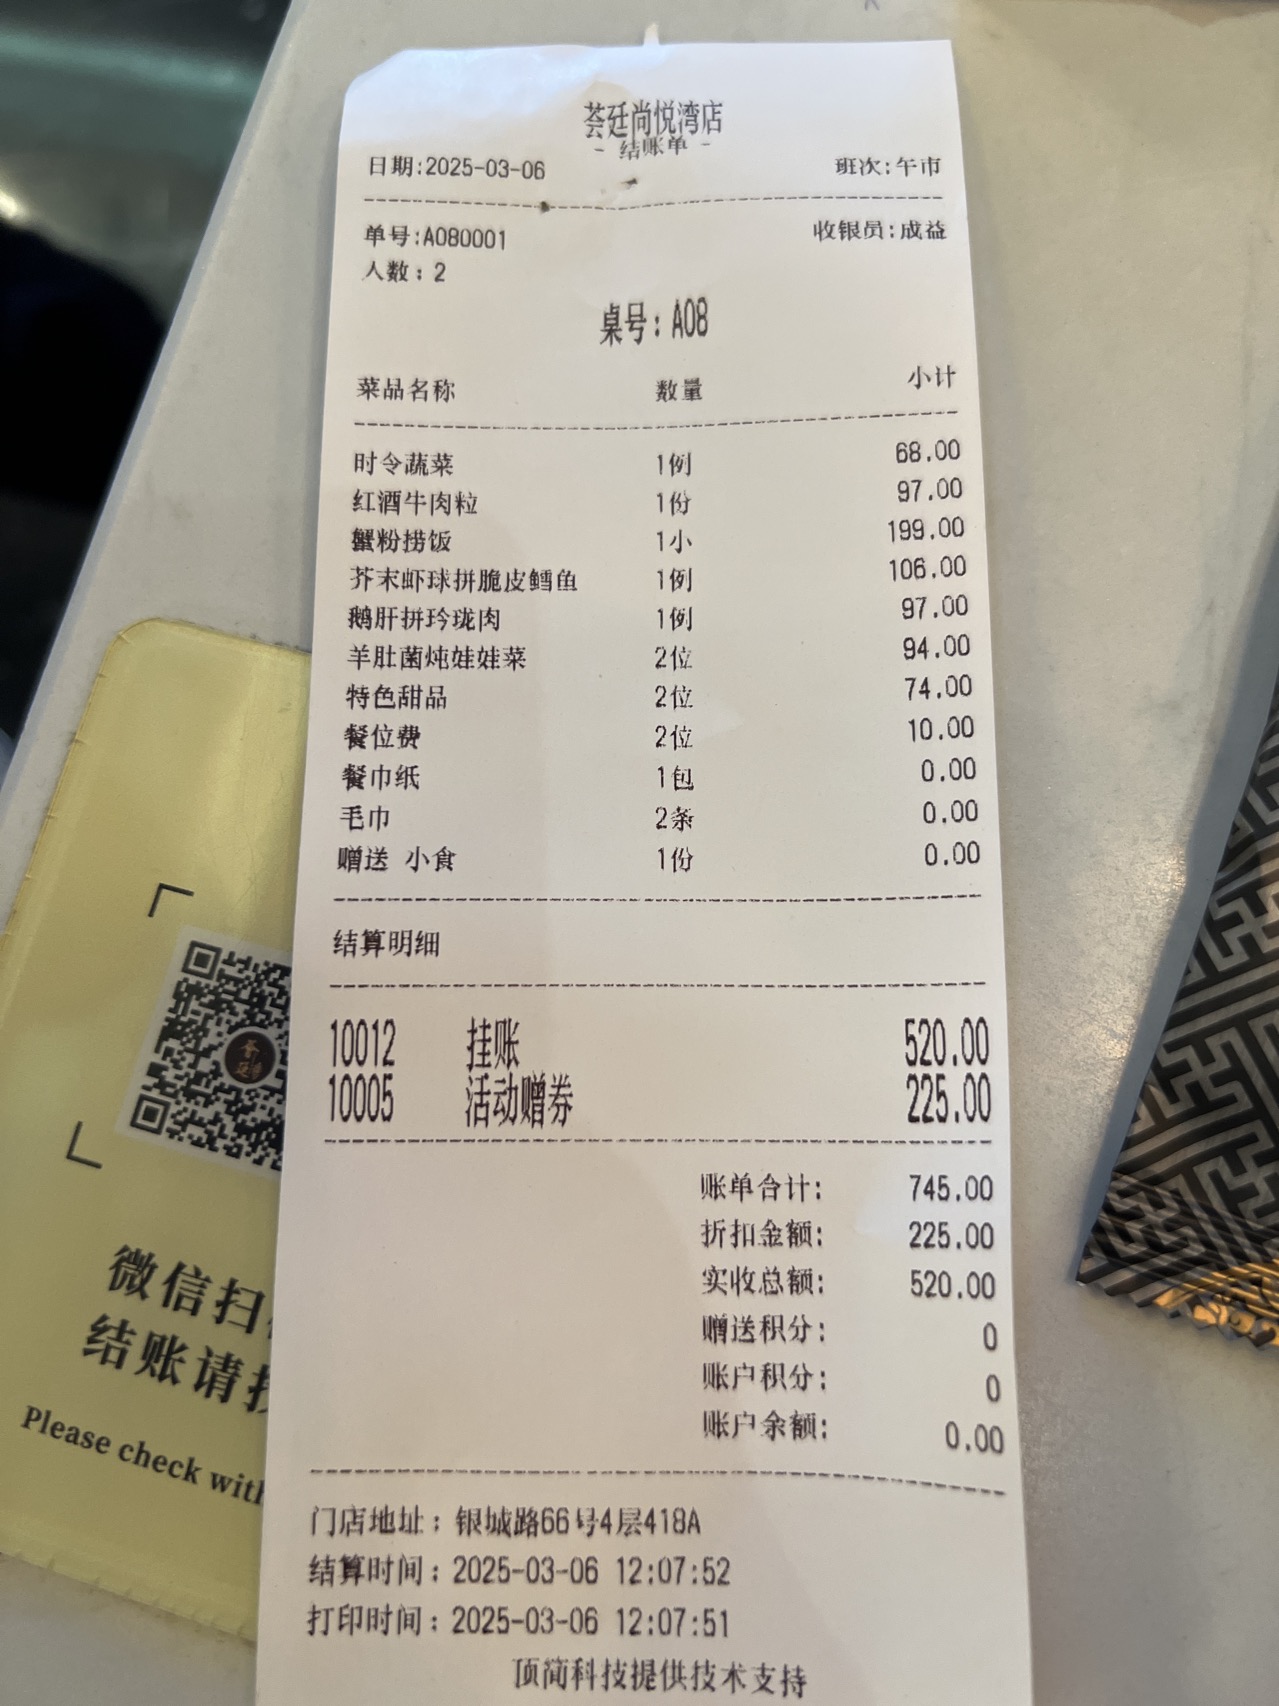 荟廷尚悦湾店
- 结账单 -
日期:2025-03-06 班次:午市
单号:A080001 收银员:成益
人数: 2
桌号: A08
菜品名称 数量 小计
时令蔬菜 1例 68.00
红酒牛肉粒 1份 97.00
蟹粉捞饭 1小 199.00
芥末虾球拼脆皮鳕鱼 1例 106.00
鹅肝拼玲珑肉 1例 97.00
羊肚菌炖娃娃菜 2位 94.00
特色甜品 2位 74.00
餐位费 2位 10.00
餐巾纸 1包 0.00
毛巾 2条 0.00
赠送 小食 1份 0.00
结算明细
10012 挂账 520.00
10005 活动赠券 225.00
账单合计: 745.00
折扣金额: 225.00
实收总额: 520.00
赠送积分: 0
账户积分: 0
账户余额: 0.00
门店地址: 银城路66号4层418A
结算时间: 2025-03-06 12:07:52
打印时间: 2025-03-06 12:07:51
顶简科技提供技术支持
微信扫
结账请
Please check with